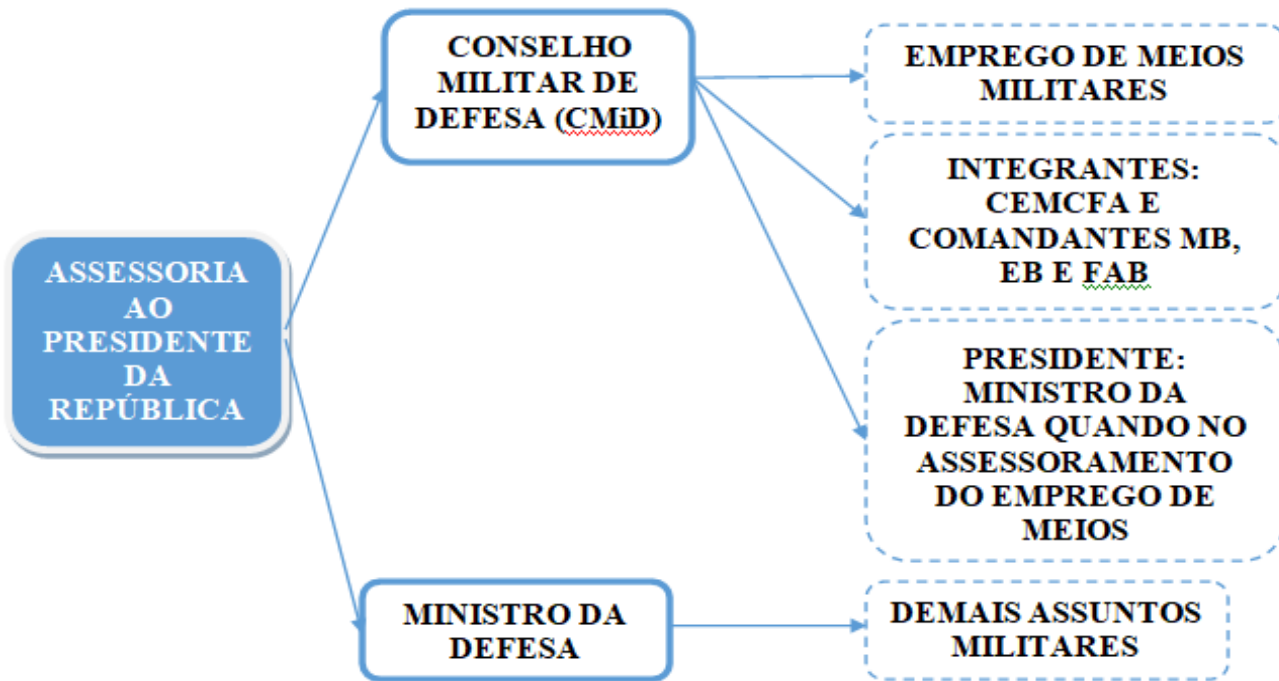 ASSESSORIA
AO
PRESIDENTE
DA
REPÚBLICA
CONSELHO
MILITAR DE
DEFESA (CMiD)
EMPREGO DE MEIOS
MILITARES
INTEGRANTES:
CEMCFA E
COMANDANTES MB,
EB E FAB
PRESIDENTE:
MINISTRO DA
DEFESA QUANDO NO
ASSESSORAMENTO
DO EMPREGO DE
MEIOS
MINISTRO DA
DEFESA
DEMAIS ASSUNTOS
MILITARES